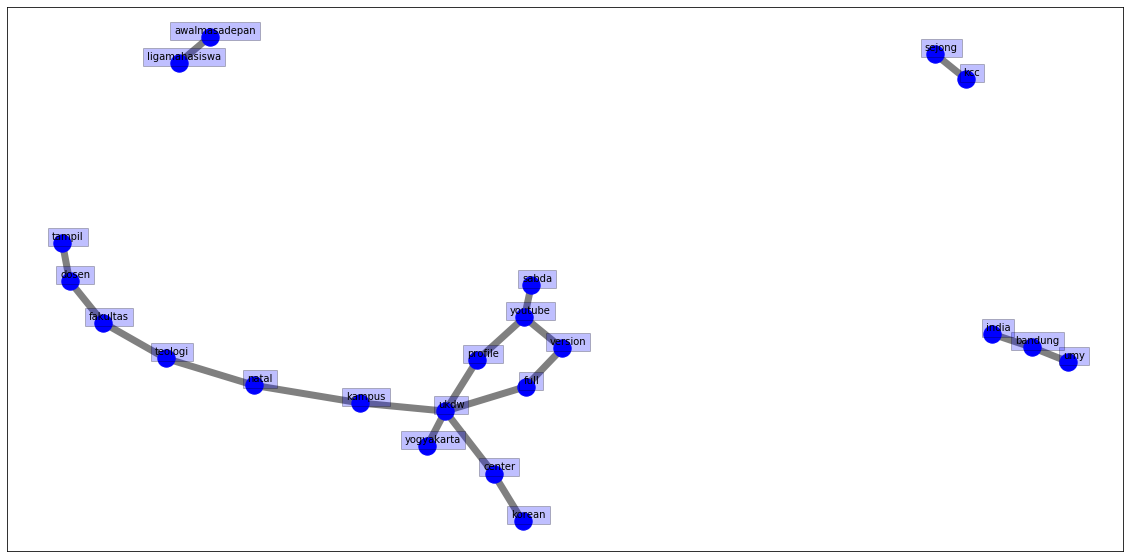 awalmasadepan
ligamahasiswa
sejong
ksc
tampil
dosen
fakultas
teologi
natal
kampus
ukdw
yogyakarta
center
korean
sabda
youtube
profile
version
full
india
bandung